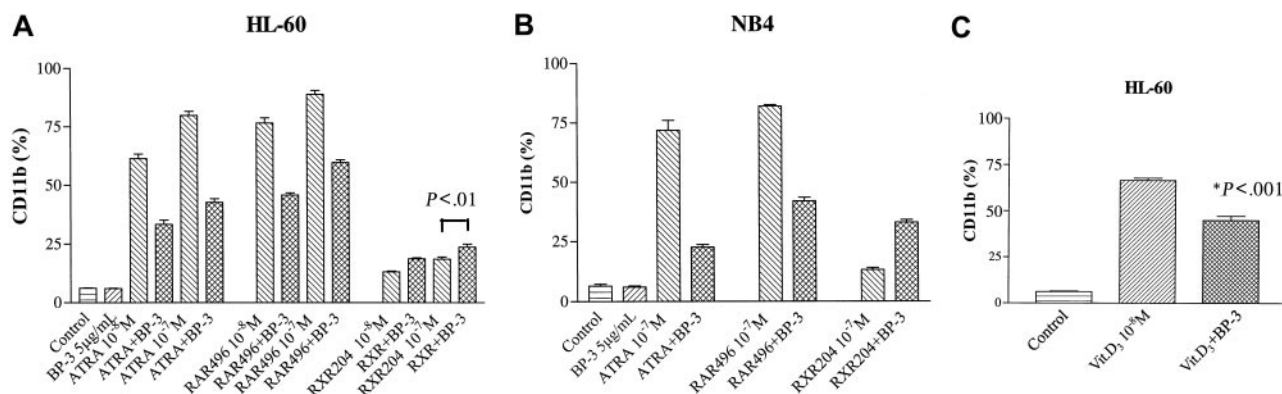 A
HL-60
CD11b (%)
100
75
50
25
0
P<.01
Control
BP-3 5µg/mL
ATRA 10⁻⁸M
ATRA+BP-3
ATRA 10⁻⁷M
ATRA+BP-3
RAR496 10⁻⁸M
RAR496+BP-3
RAR496 10⁻⁷M
RAR496+BP-3
RXR204 10⁻⁸M
RXR+BP-3
RXR204 10⁻⁷M
RXR+BP-3
B
NB4
CD11b (%)
100
75
50
25
0
Control
BP-3 5µg/mL
ATRA 10⁻⁷M
ATRA+BP-3
RAR496 10⁻⁷M
RAR496+BP-3
RXR204 10⁻⁷M
RXR204+BP-3
C
HL-60
CD11b (%)
100
75
50
25
0
*P<.001
Control
VitD₃ 10⁻⁸M
VitD₃+BP-3